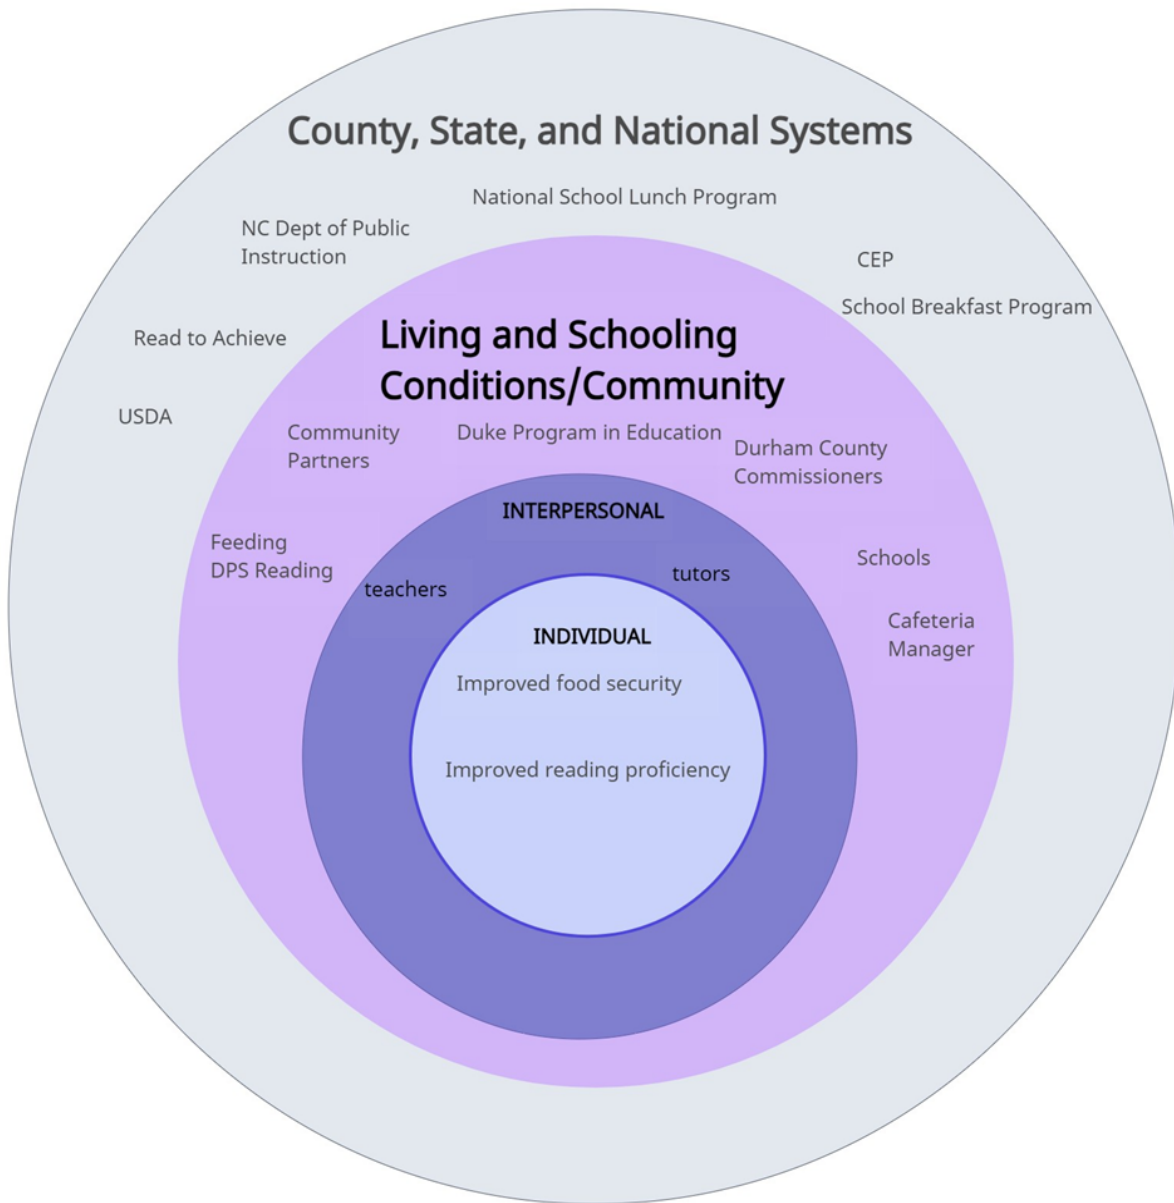 County, State, and National Systems
National School Lunch Program
NC Dept of Public
Instruction
CEP
School Breakfast Program
Read to Achieve
USDA
Living and Schooling
Conditions/Community
Community
Partners
Duke Program in Education
Durham County
Commissioners
Feeding
DPS Reading
Schools
Cafeteria
Manager
INTERPERSONAL
teachers
tutors
INDIVIDUAL
Improved food security
Improved reading proficiency